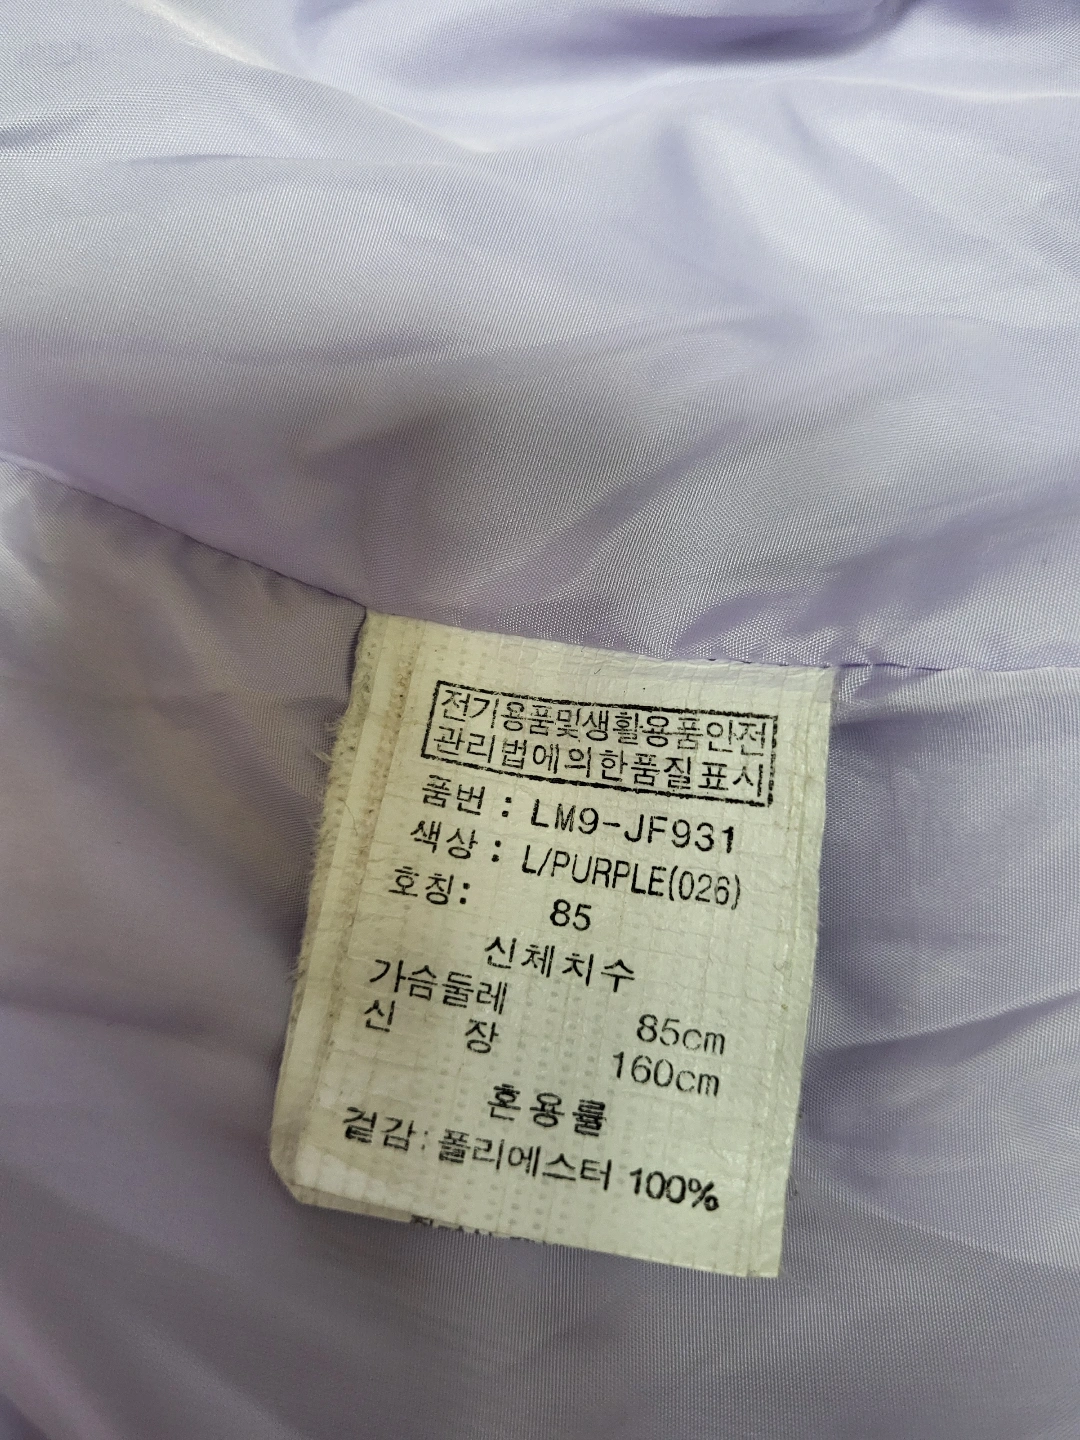 전기용품및생활용품안전
관리법에의한품질표시
품번 : LM9-JF931
색상 : L/PURPLE(026)
호칭: 85
신체치수
가슴둘레 85cm
신 장 160cm
혼용률
겉감: 폴리에스터 100%